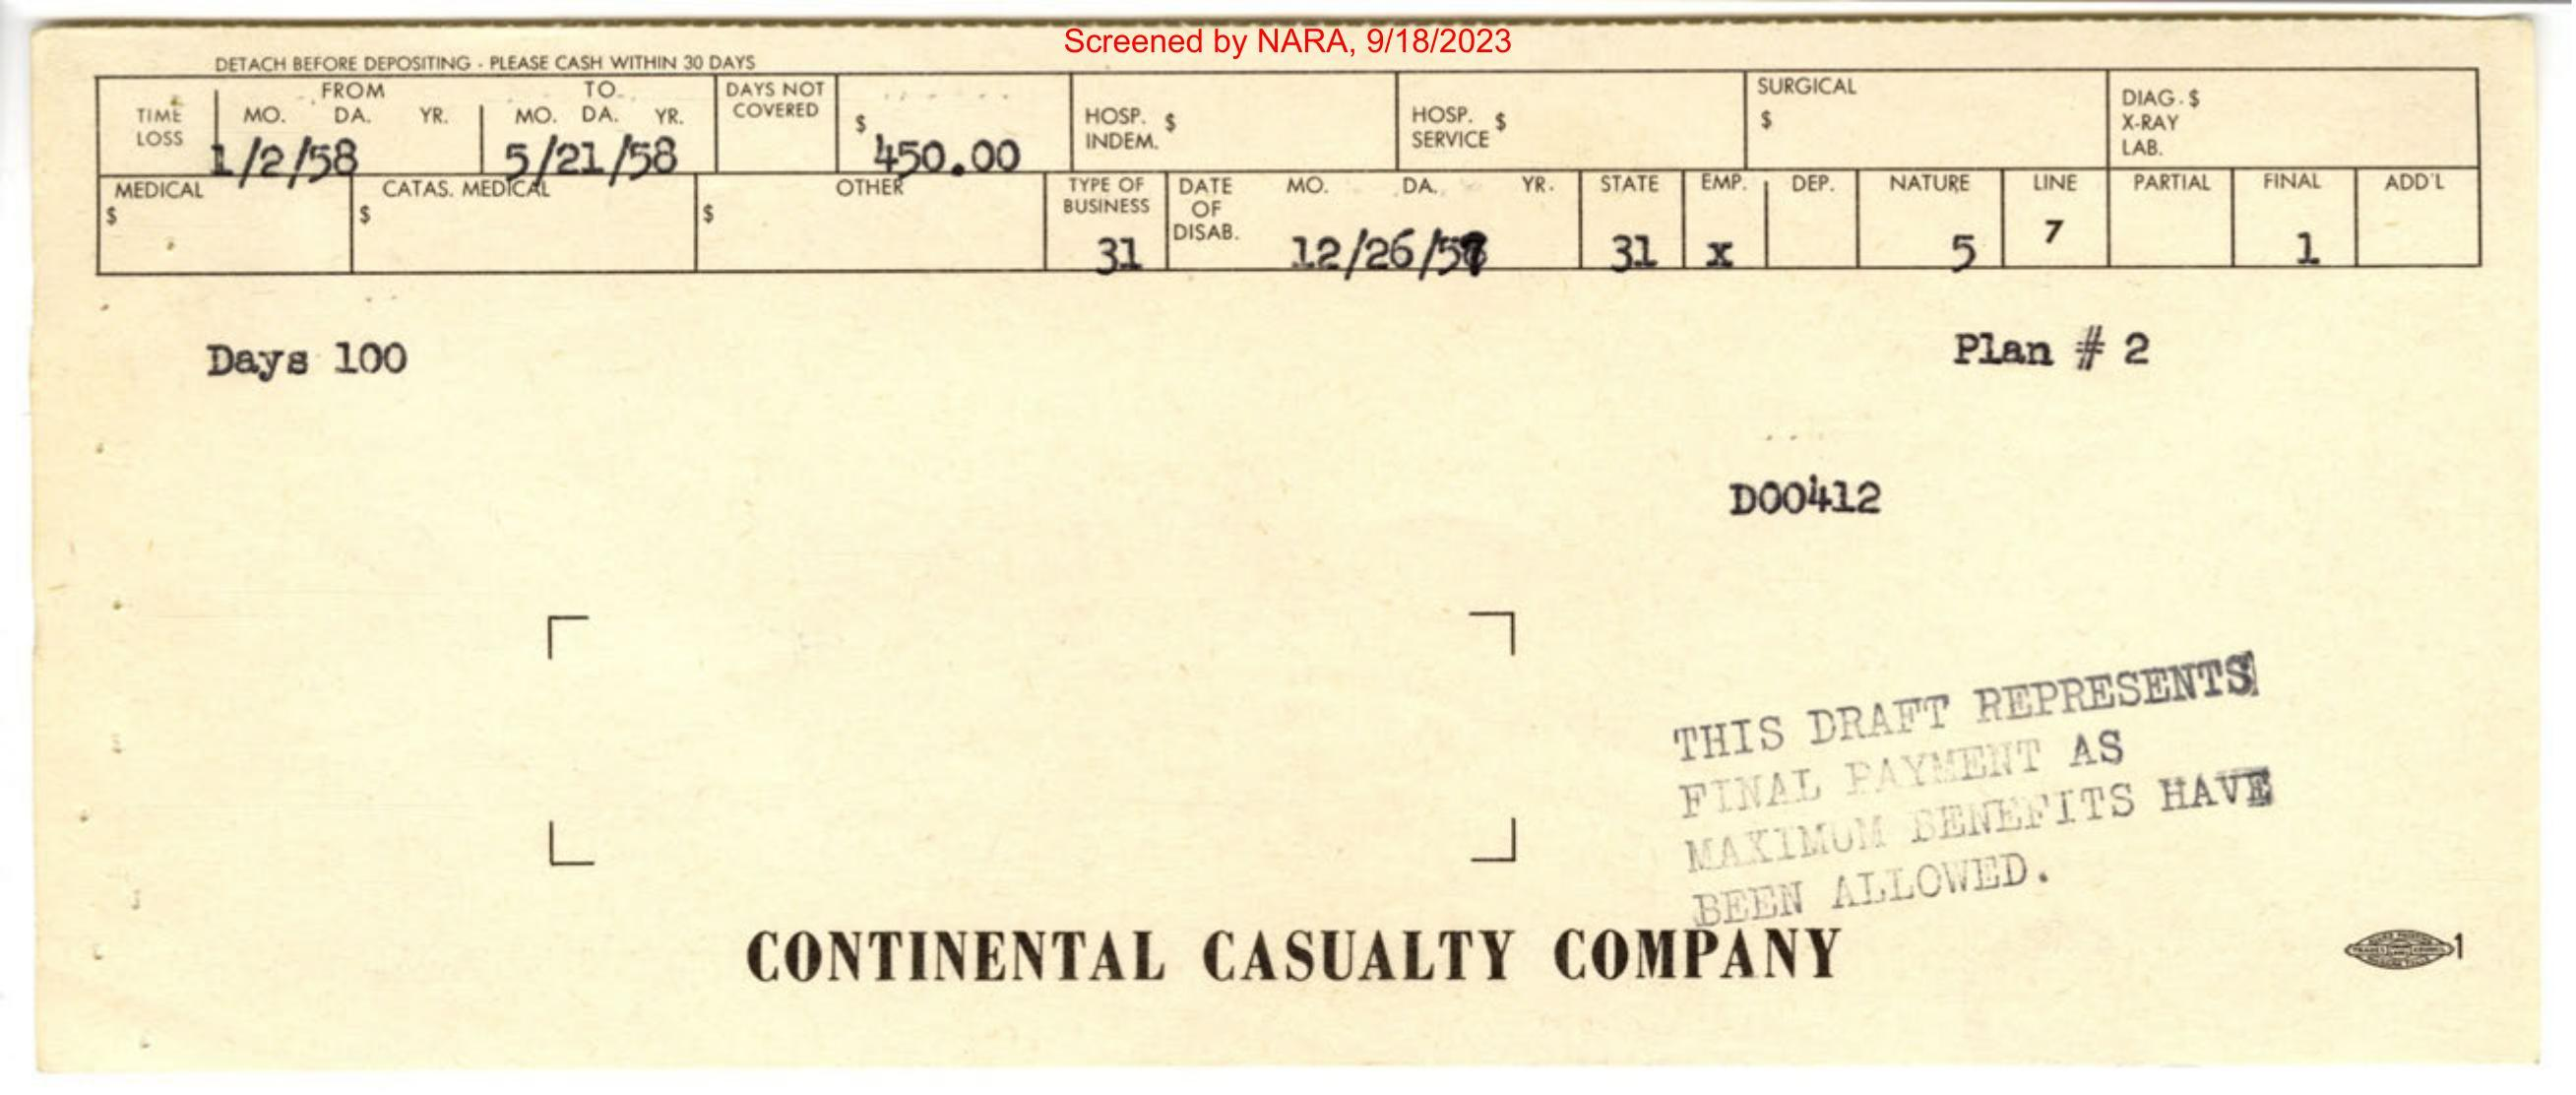 Screened by NARA, 9/18/2023
DETACH BEFORE DEPOSITING - PLEASE CASH WITHIN 30 DAYS
TIME LOSS
FROM
MO. DA. YR.
1/2/58
TO
MO. DA. YR.
5/21/58
DAYS NOT COVERED
$ 450.00
HOSP. INDEM. $
HOSP. SERVICE $
SURGICAL
$
DIAG. $
X-RAY
LAB.
MEDICAL
$
CATAS. MEDICAL
$
OTHER
$
TYPE OF BUSINESS
31
DATE OF DISAB.
MO. DA. YR.
12/26/57
STATE
31
EMP.
x
DEP.
NATURE
5
LINE
7
PARTIAL
FINAL
1
ADD'L
Days 100
Plan # 2
D00412
THIS DRAFT REPRESENTS
FINAL PAYMENT AS
MAXIMUM BENEFITS HAVE
BEEN ALLOWED.
CONTINENTAL CASUALTY COMPANY
1